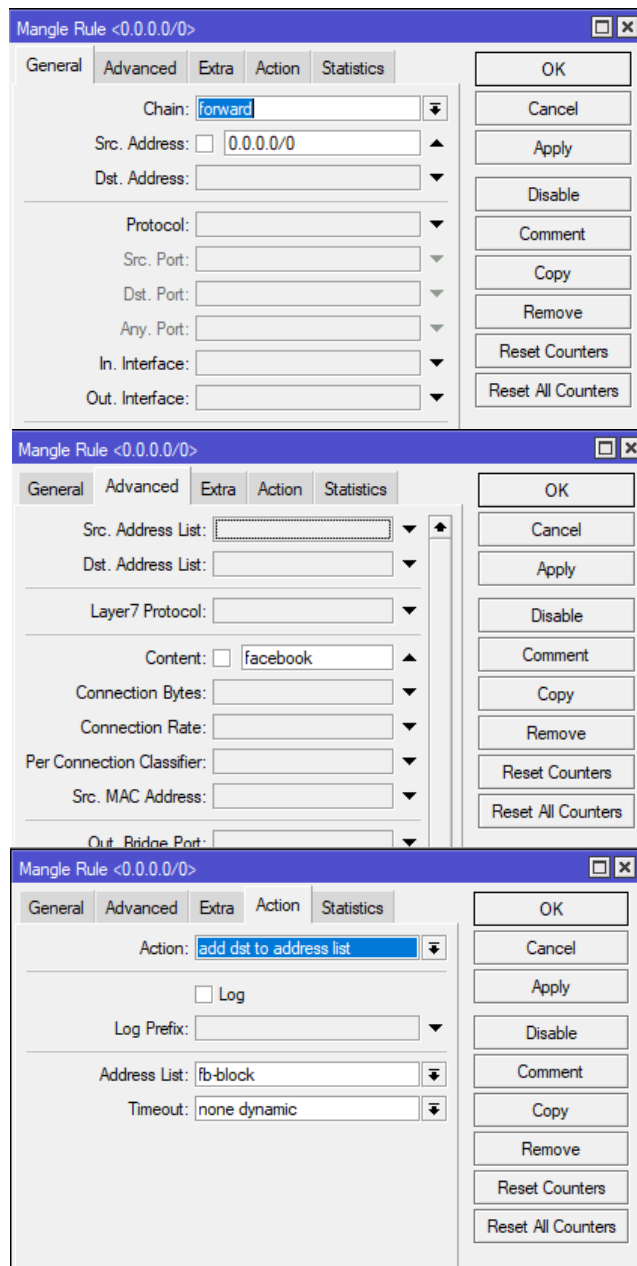 Mangle Rule <0.0.0.0/0>
General Advanced Extra Action Statistics
OK
Chain: forward
Cancel
Src. Address: 0.0.0.0/0
Apply
Dst. Address:
Disable
Protocol:
Comment
Src. Port:
Copy
Dst. Port:
Remove
Any. Port:
Reset Counters
In. Interface:
Reset All Counters
Out. Interface:
Mangle Rule <0.0.0.0/0>
General Advanced Extra Action Statistics
OK
Src. Address List:
Cancel
Dst. Address List:
Apply
Layer7 Protocol:
Disable
Content: facebook
Comment
Connection Bytes:
Copy
Connection Rate:
Remove
Per Connection Classifier:
Reset Counters
Src. MAC Address:
Reset All Counters
Out. Bridge Port:
Mangle Rule <0.0.0.0/0>
General Advanced Extra Action Statistics
OK
Action: add dst to address list
Cancel
Log
Apply
Log Prefix:
Disable
Address List: fb-block
Comment
Timeout: none dynamic
Copy
Remove
Reset Counters
Reset All Counters